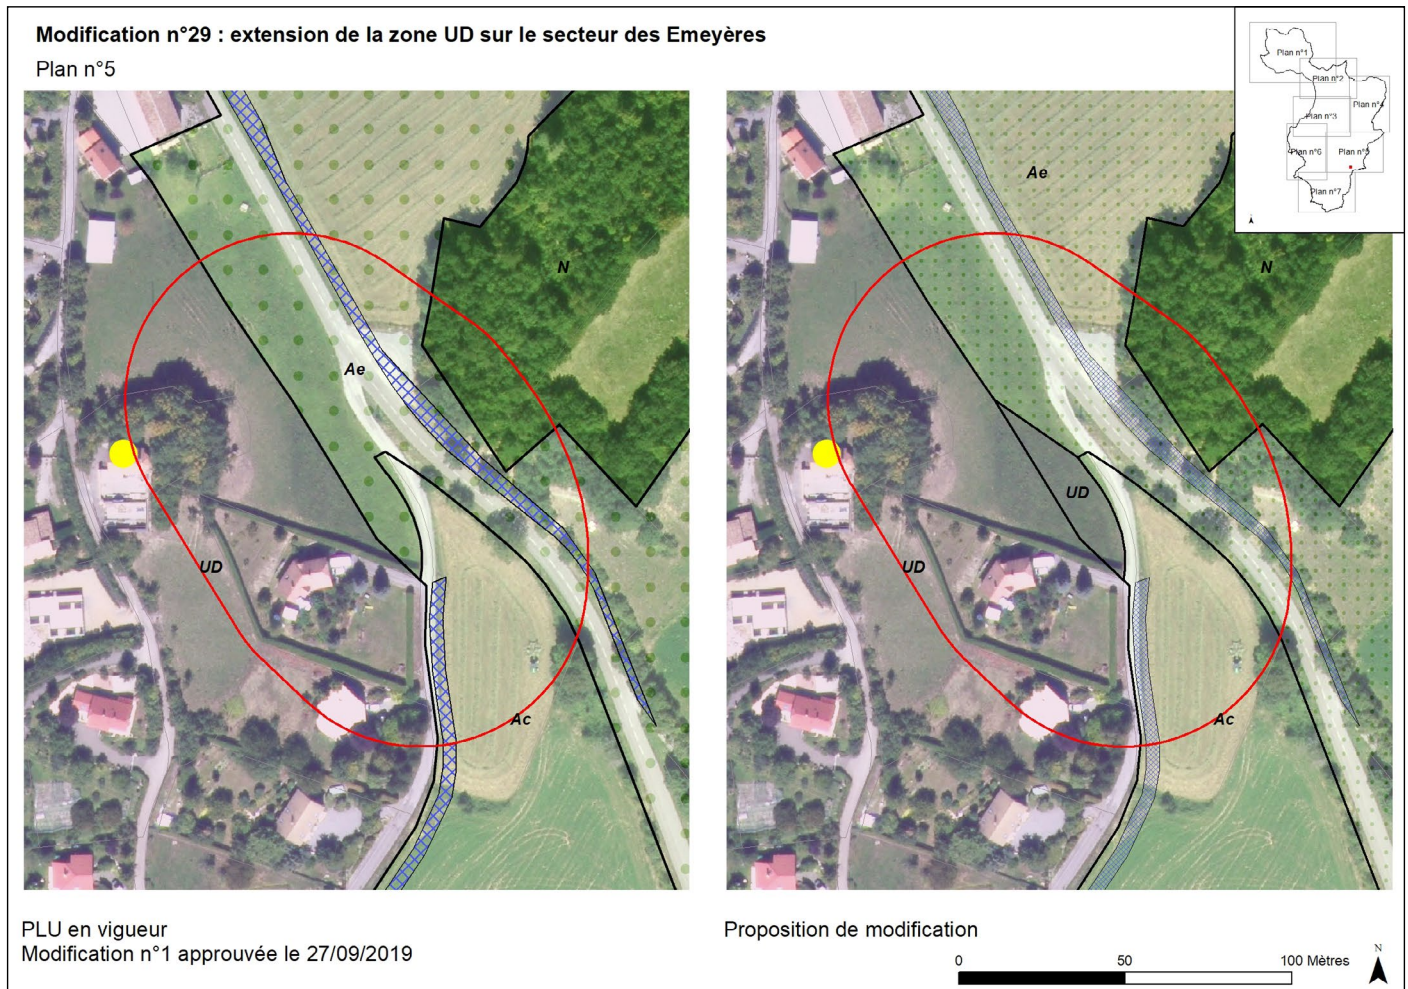 Modification n°29 : extension de la zone UD sur le secteur des Emeyères
Plan n°5
Plan n°1
Plan n°2
Plan n°4
Plan n°3
Plan n°6
Plan n°5
Plan n°7
N
Ae
UD
Ac
Ae
N
UD
UD
Ac
PLU en vigueur
Modification n°1 approuvée le 27/09/2019
Proposition de modification
0 50 100 Mètres
N